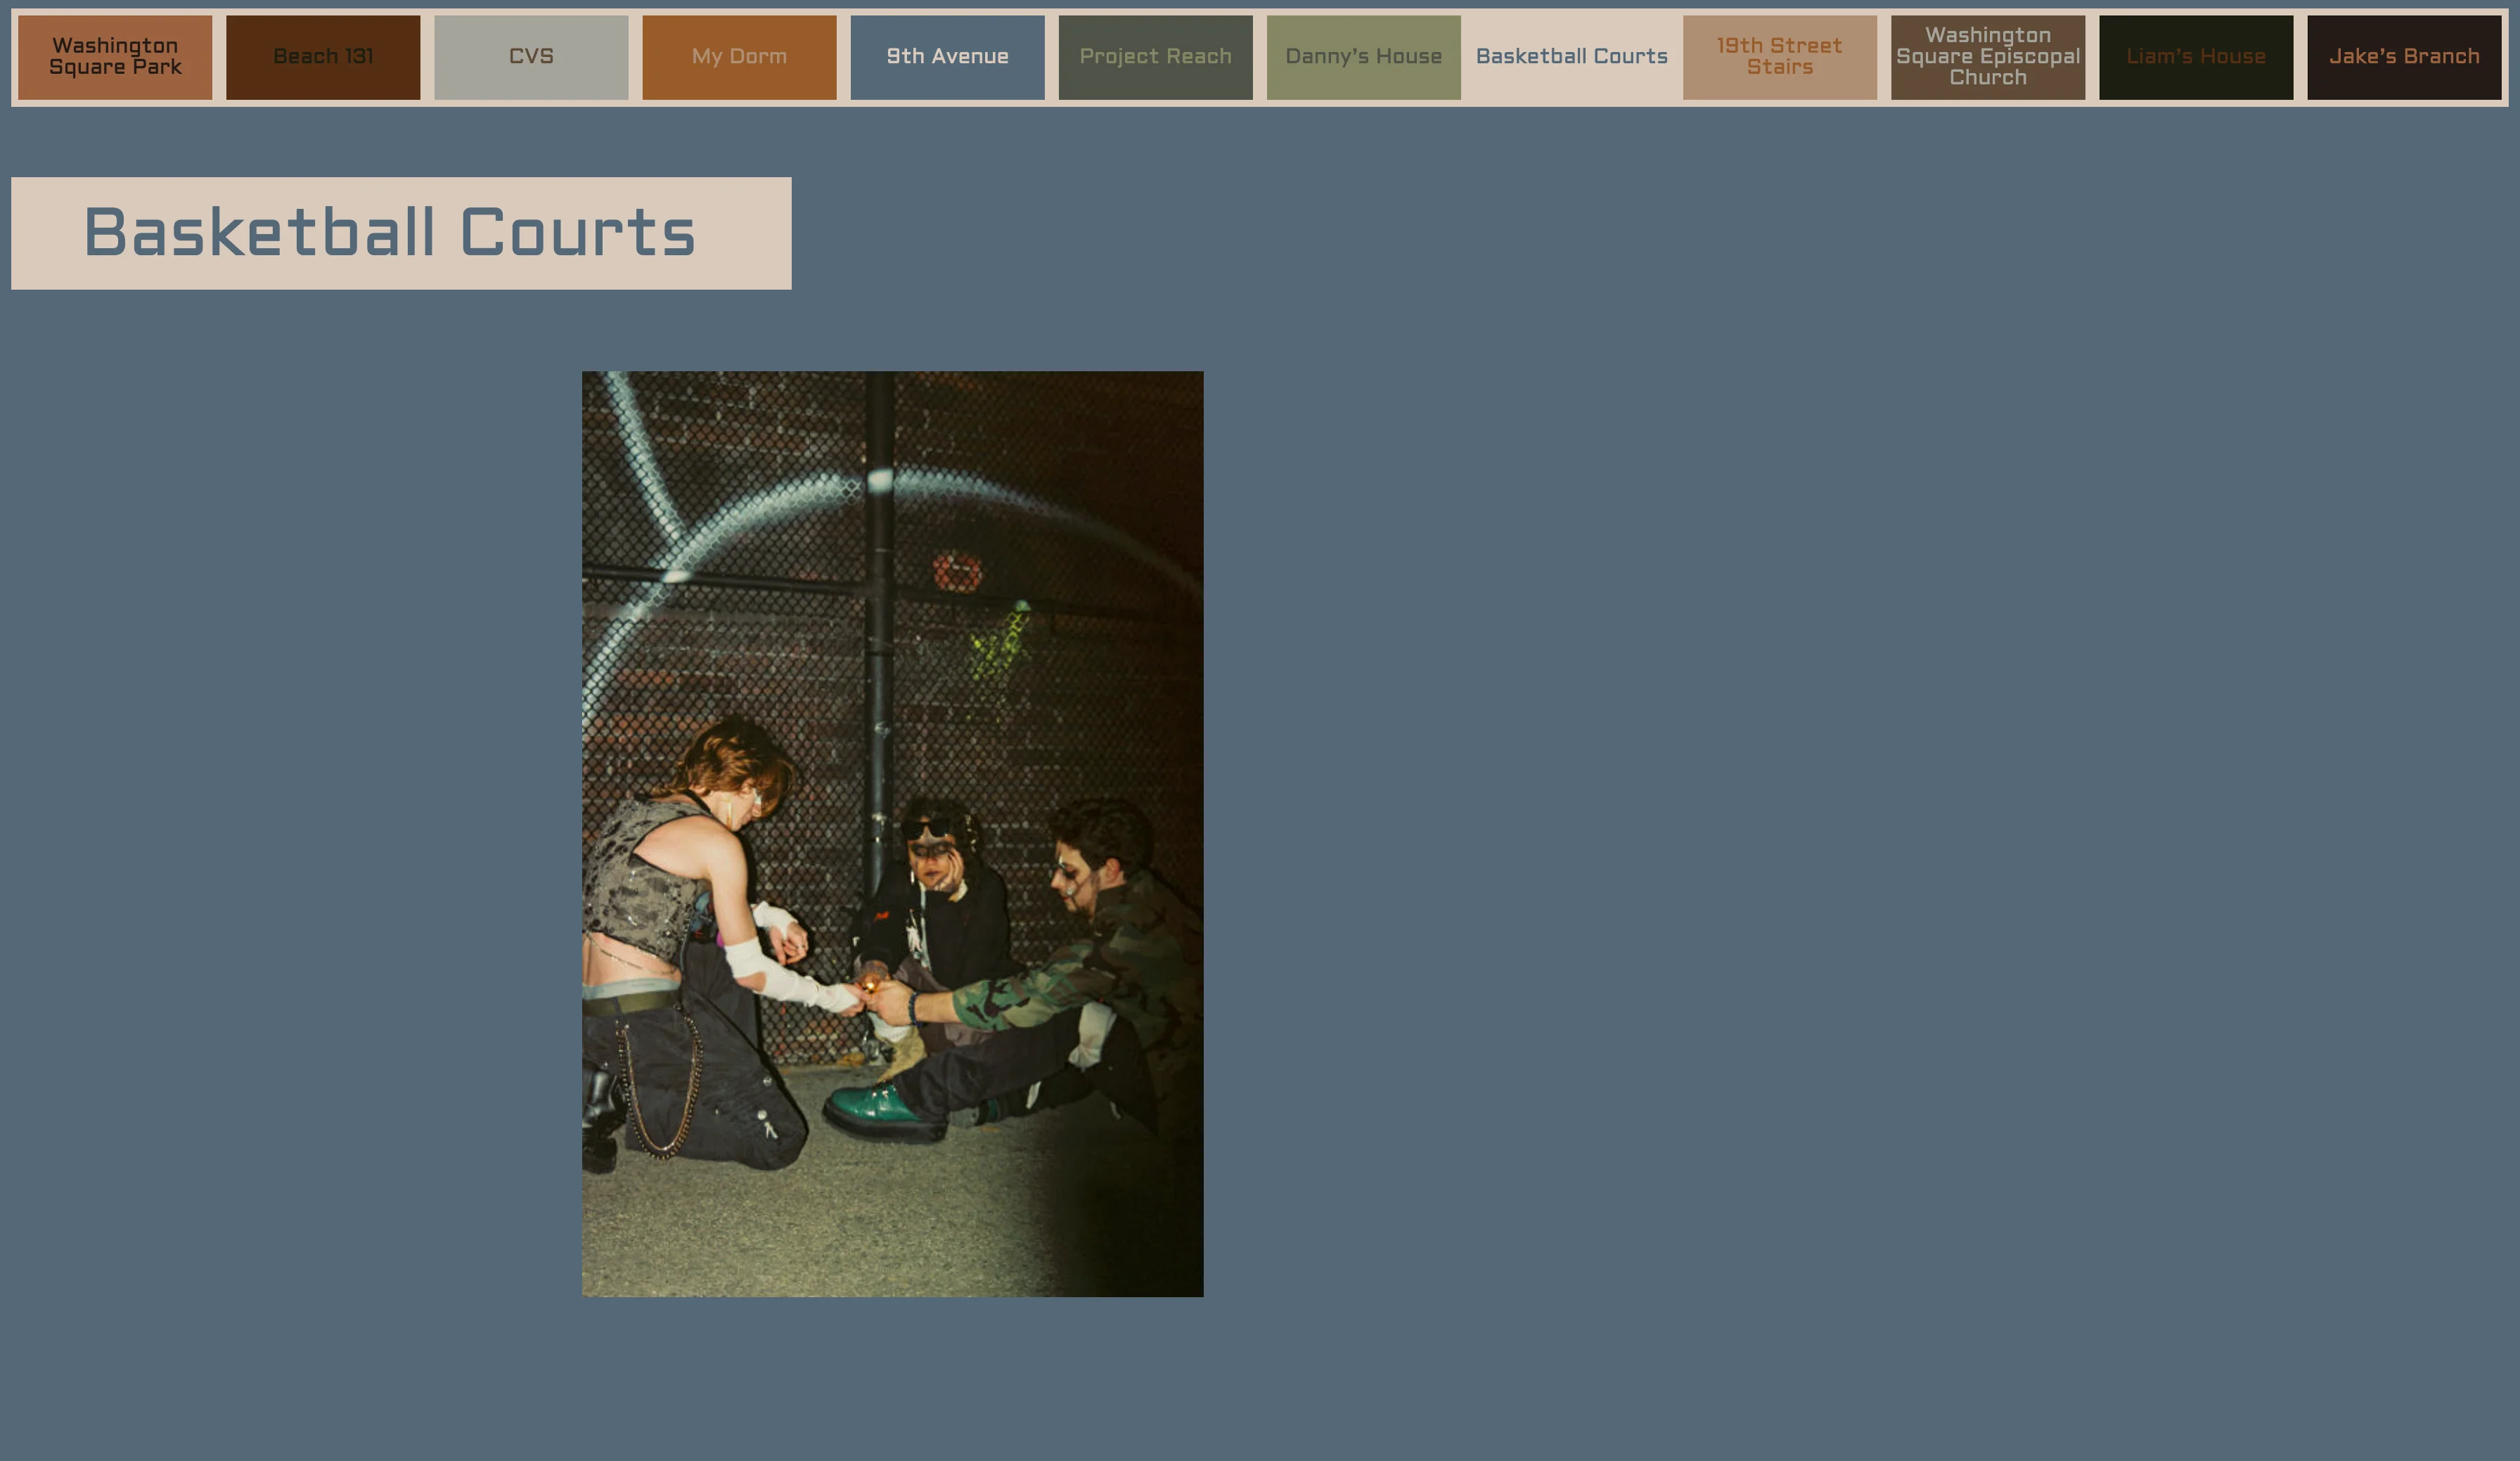 Washington
Square Park
Beach 131
CVS
My Dorm
9th Avenue
Project Reach
Danny’s House
Basketball Courts
19th Street
Stairs
Washington
Square Episcopal
Church
Liam’s House
Jake’s Branch
Basketball Courts